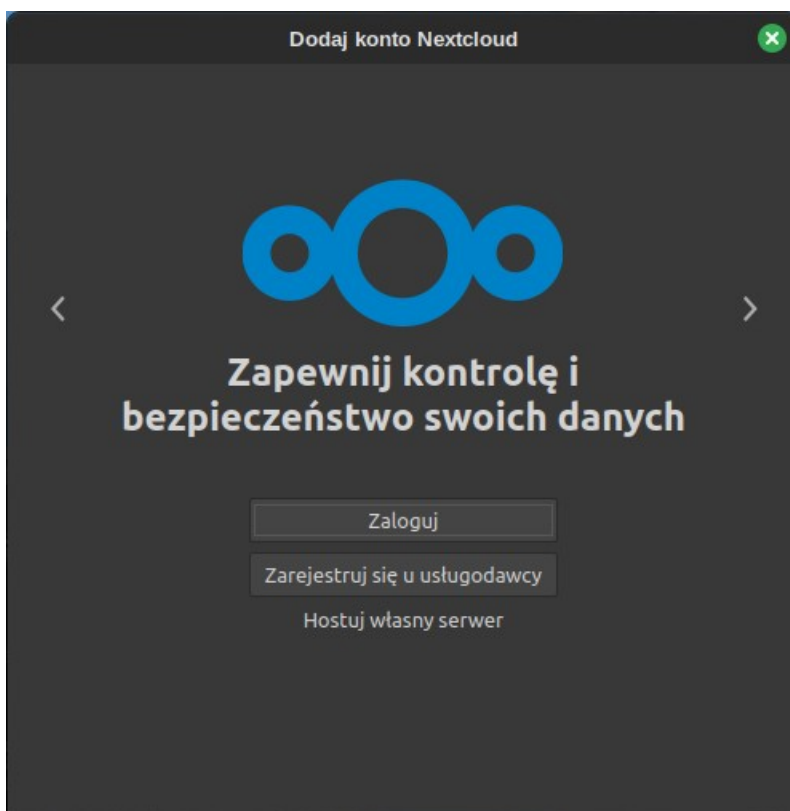 Dodaj konto Nextcloud
Zapewnij kontrolę i
bezpieczeństwo swoich danych
Zaloguj
Zarejestruj się u usługodawcy
Hostuj własny serwer